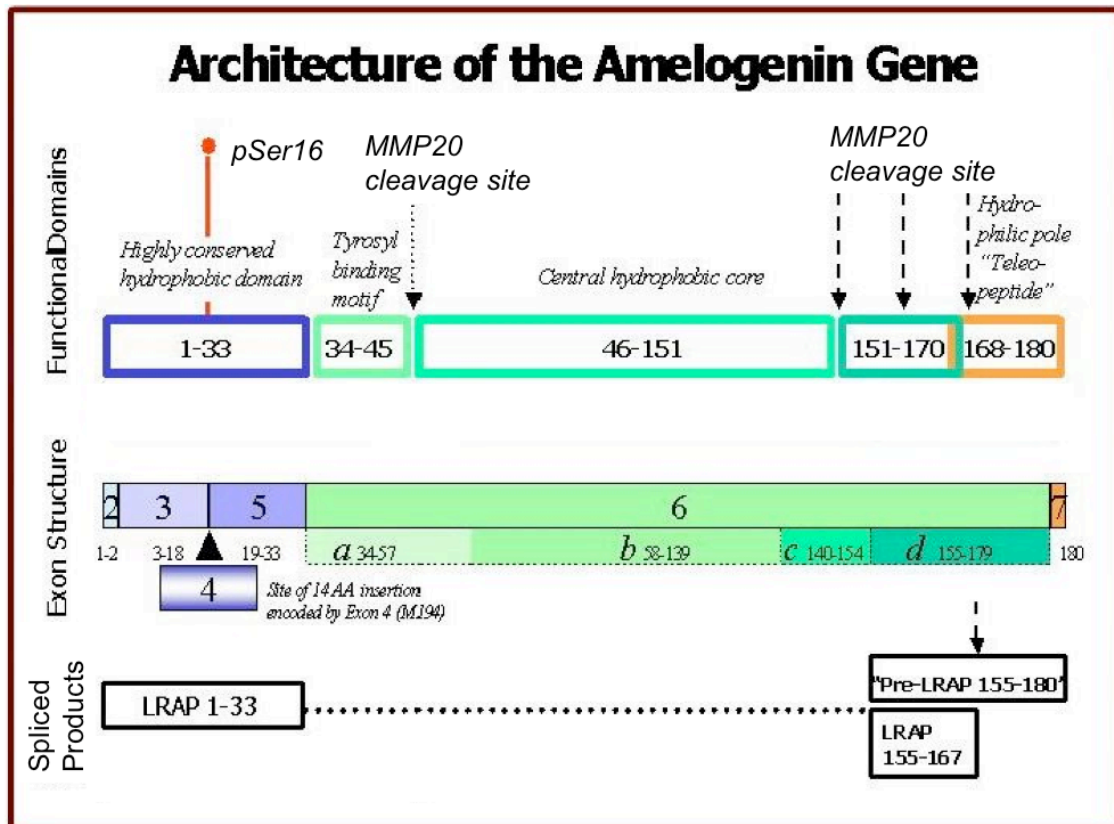 Architecture of the Amelogenin Gene
Functional Domains
pSer16
MMP20
cleavage site
MMP20
cleavage site
Highly conserved
hydrophobic domain
Tyrosyl
binding
motif
Central hydrophobic core
Hydro-
philic pole
"Teleo-
peptide"
1-33
34-45
46-151
151-170
168-180
Exon Structure
2
3
5
6
7
1-2
3-18
19-33
a 34-57
b 58-139
c 140-154
d 155-179
180
4
Site of 14 AA insertion
encoded by Exon 4 (M194)
Spliced
Products
LRAP 1-33
"Pre-LRAP 155-180"
LRAP
155-167